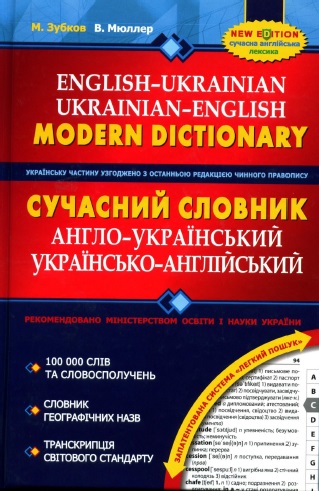 М. Зубков В. Мюллер
NEW EDITION
сучасна англійська
лексика
ENGLISH–UKRAINIAN
UKRAINIAN–ENGLISH
MODERN DICTIONARY
УКРАЇНСЬКУ ЧАСТИНУ УЗГОДЖЕНО З ОСТАННЬОЮ РЕДАКЦІЄЮ ЧИННОГО ПРАВОПИСУ
СУЧАСНИЙ СЛОВНИК
АНГЛО–УКРАЇНСЬКИЙ
УКРАЇНСЬКО–АНГЛІЙСЬКИЙ
РЕКОМЕНДОВАНО МІНІСТЕРСТВОМ ОСВІТИ І НАУКИ УКРАЇНИ
100 000 СЛІВ
ТА СЛОВОСПОЛУЧЕНЬ
СЛОВНИК
ГЕОГРАФІЧНИХ НАЗВ
ТРАНСКРИПЦІЯ
СВІТОВОГО СТАНДАРТУ
ЗАПАТЕНТОВАНА СИСТЕМА «ЛЕГКИЙ ПОШУК»
94
A
B
C
D
E
F
G
H
I